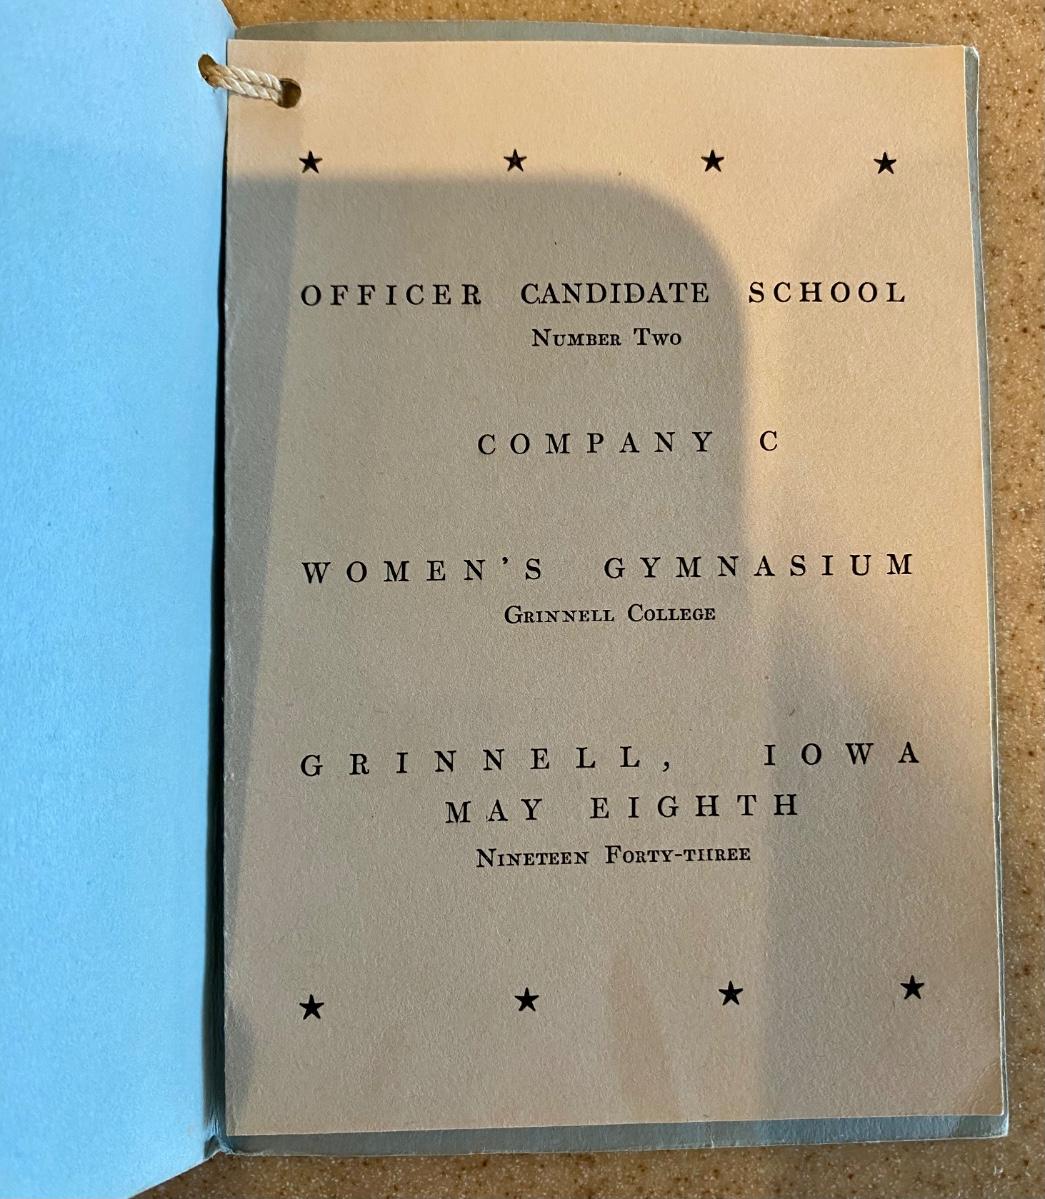 ★ ★ ★ ★
OFFICER CANDIDATE SCHOOL
NUMBER TWO
COMPANY C
WOMEN'S GYMNASIUM
GRINNELL COLLEGE
GRINNELL, IOWA
MAY EIGHTH
NINETEEN FORTY-THREE
★ ★ ★ ★